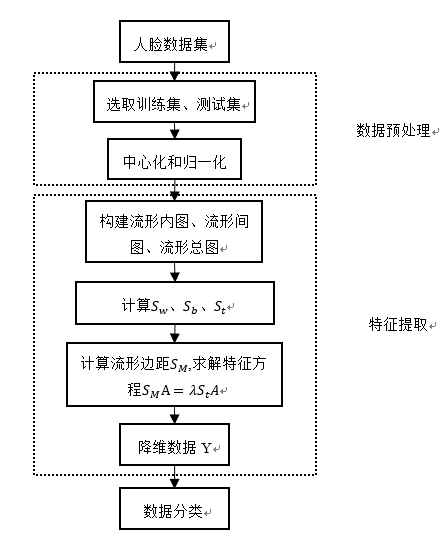 人脸数据集
选取训练集、测试集
数据预处理
中心化和归一化
构建流形内图、流形间
图、流形总图
计算S_w、S_b、S_t
特征提取
计算流形边距S_M,求解特征方
程S_M A = λS_t A
降维数据 Y
数据分类